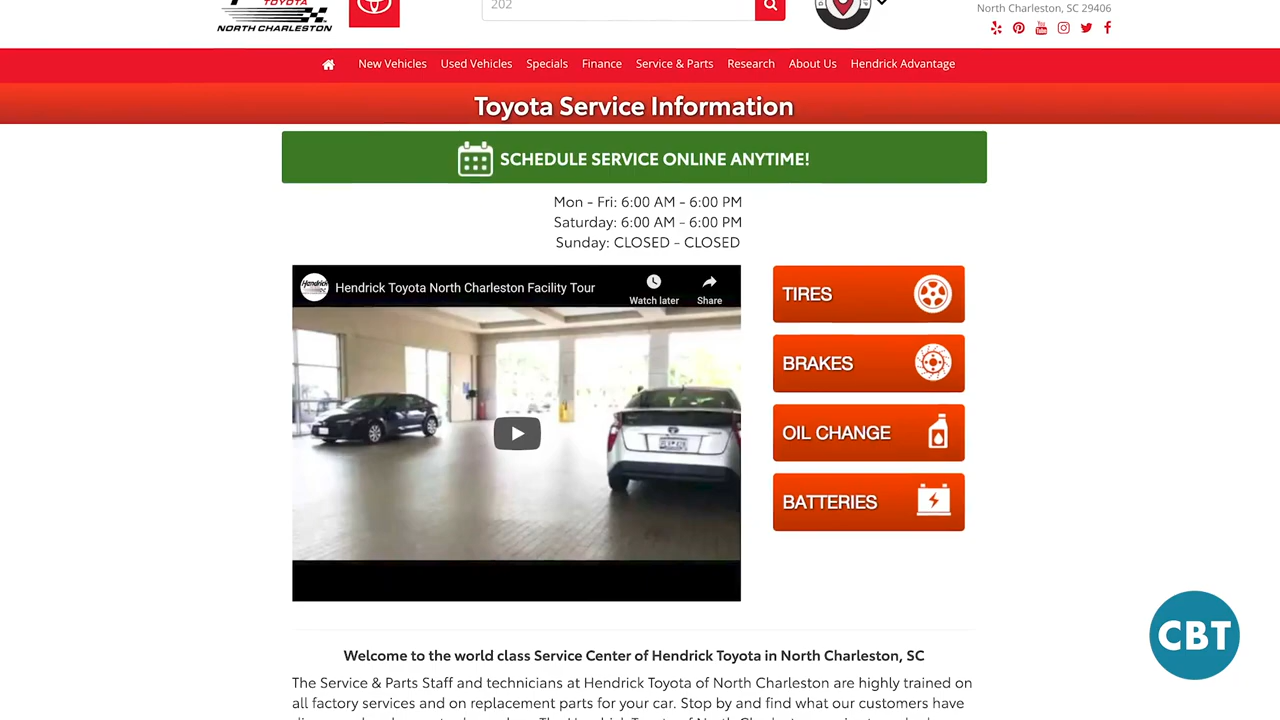 TOYOTA
NORTH CHARLESTON
202
North Charleston, SC 29406
New Vehicles Used Vehicles Specials Finance Service & Parts Research About Us Hendrick Advantage
Toyota Service Information
SCHEDULE SERVICE ONLINE ANYTIME!
Mon - Fri: 6:00 AM - 6:00 PM
Saturday: 6:00 AM - 6:00 PM
Sunday: CLOSED - CLOSED
Hendrick
Hendrick Toyota North Charleston Facility Tour
Watch later Share
TIRES
BRAKES
OIL CHANGE
BATTERIES
CBT
Welcome to the world class Service Center of Hendrick Toyota in North Charleston, SC
The Service & Parts Staff and technicians at Hendrick Toyota of North Charleston are highly trained on
all factory services and on replacement parts for your car. Stop by and find what our customers have